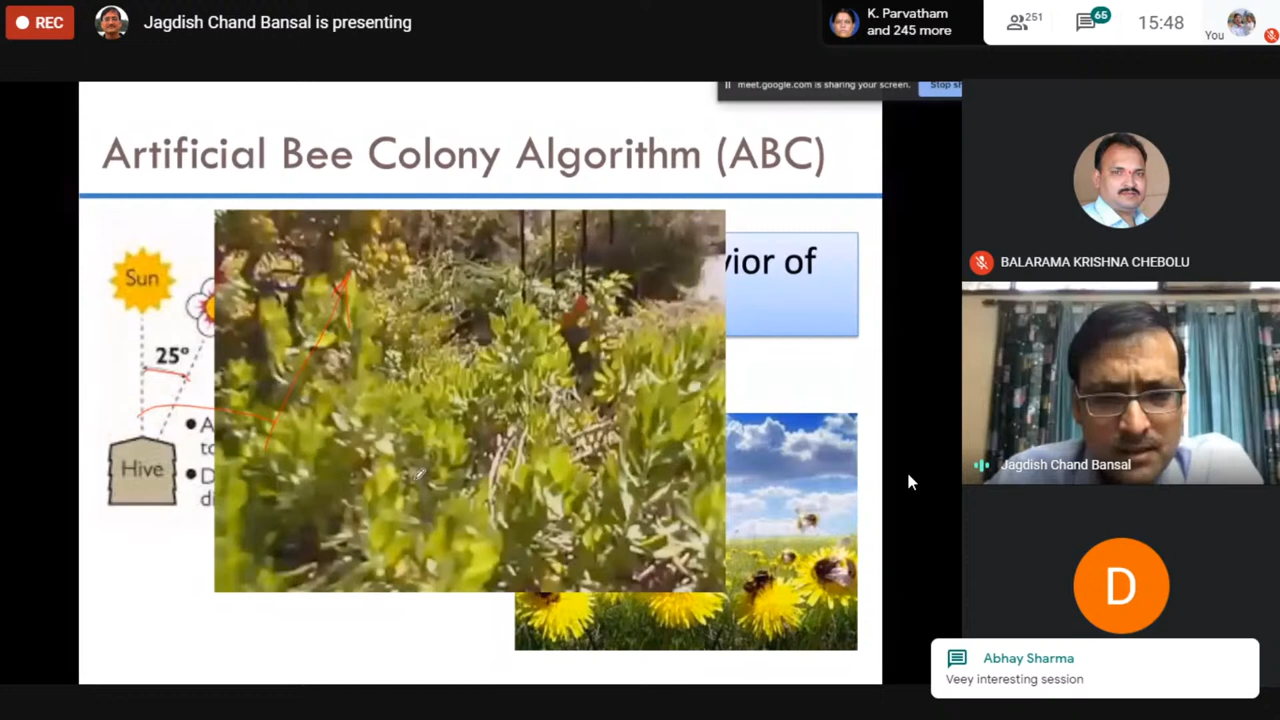 REC
Jagdish Chand Bansal is presenting
K. Parvatham
and 245 more
251
65
15:48
You
meet.google.com is sharing your screen.
Stop
Artificial Bee Colony Algorithm (ABC)
Sun
of
25°
Hive
BALARAMA KRISHNA CHEBOLU
Jagdish Chand Bansal
D
Abhay Sharma
Veey interesting session